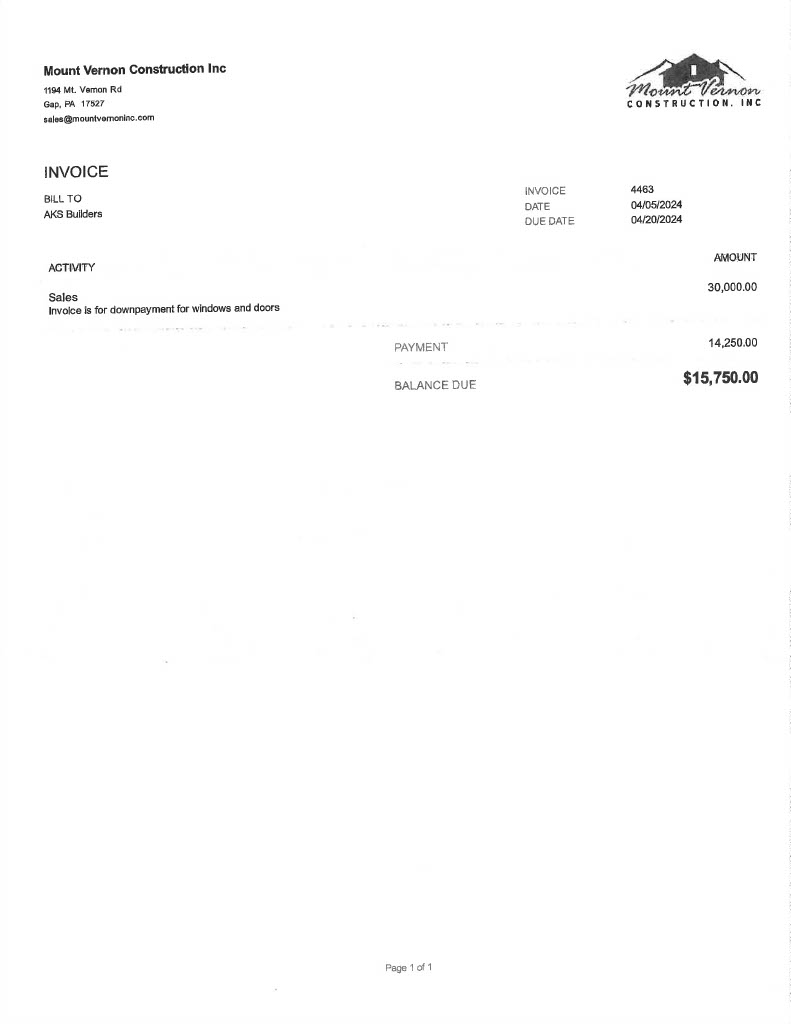 Mount Vernon Construction Inc
1194 Mt. Vernon Rd
Gap, PA 17527
sales@mountvernoninc.com
Mount Vernon
CONSTRUCTION, INC
INVOICE
BILL TO
AKS Builders
INVOICE 4463
DATE 04/05/2024
DUE DATE 04/20/2024
ACTIVITY AMOUNT
Sales 30,000.00
Invoice is for downpayment for windows and doors
PAYMENT 14,250.00
BALANCE DUE $15,750.00
Page 1 of 1